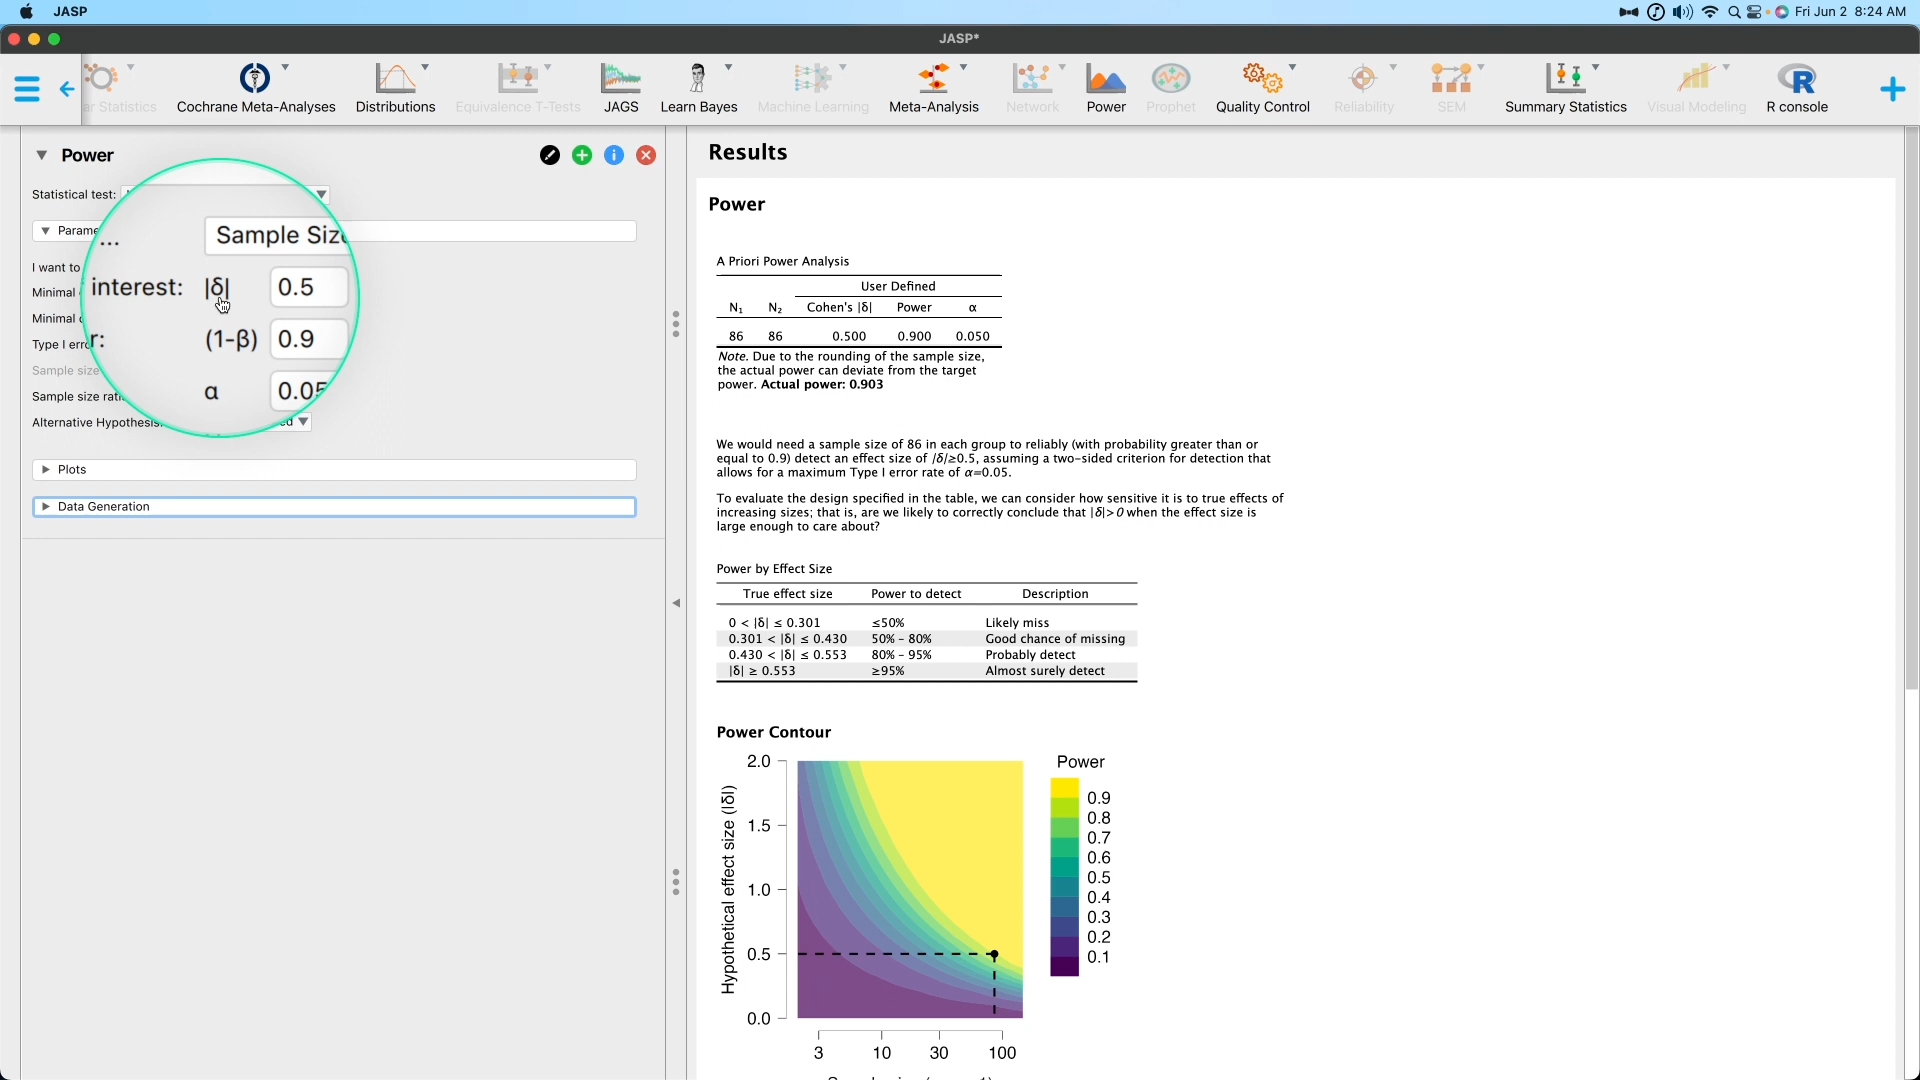 JASP
Fri Jun 2 8:24 AM
JASP*
ar Statistics
Cochrane Meta-Analyses
Distributions
Equivalence T-Tests
JAGS
Learn Bayes
Machine Learning
Meta-Analysis
Network
Power
Prophet
Quality Control
Reliability
SEM
Summary Statistics
Visual Modeling
R console
Power
Statistical test:
Parame
...
Sample Siz
I want to
Minimal
interest: |δ| 0.5
Minimal
r: (1-β) 0.9
Type I erro
Sample size
α 0.05
Sample size rati
Alternative Hypothesis:
ed
Plots
Data Generation
Results
Power
A Priori Power Analysis
User Defined
N₁ N₂ Cohen's |δ| Power α
86 86 0.500 0.900 0.050
Note. Due to the rounding of the sample size,
the actual power can deviate from the target
power. Actual power: 0.903
We would need a sample size of 86 in each group to reliably (with probability greater than or
equal to 0.9) detect an effect size of |δ|≥0.5, assuming a two-sided criterion for detection that
allows for a maximum Type I error rate of α=0.05.
To evaluate the design specified in the table, we can consider how sensitive it is to true effects of
increasing sizes; that is, are we likely to correctly conclude that |δ|>0 when the effect size is
large enough to care about?
Power by Effect Size
True effect size Power to detect Description
0 < |δ| ≤ 0.301 ≤50% Likely miss
0.301 < |δ| ≤ 0.430 50% – 80% Good chance of missing
0.430 < |δ| ≤ 0.553 80% – 95% Probably detect
|δ| ≥ 0.553 ≥95% Almost surely detect
Power Contour
Hypothetical effect size (|δ|)
2.0
1.5
1.0
0.5
0.0
3 10 30 100
Power
0.9
0.8
0.7
0.6
0.5
0.4
0.3
0.2
0.1